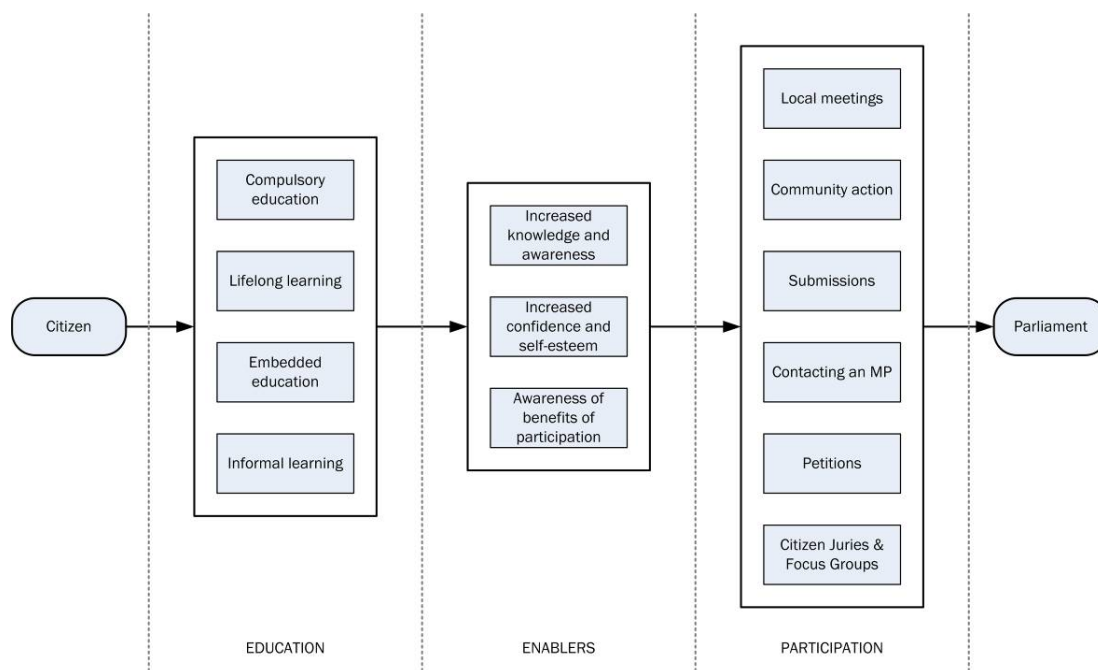 Citizen
Compulsory
education
Lifelong learning
Embedded
education
Informal learning
EDUCATION
Increased
knowledge and
awareness
Increased
confidence and
self-esteem
Awareness of
benefits of
participation
ENABLERS
Local meetings
Community action
Submissions
Contacting an MP
Petitions
Citizen Juries &
Focus Groups
PARTICIPATION
Parliament